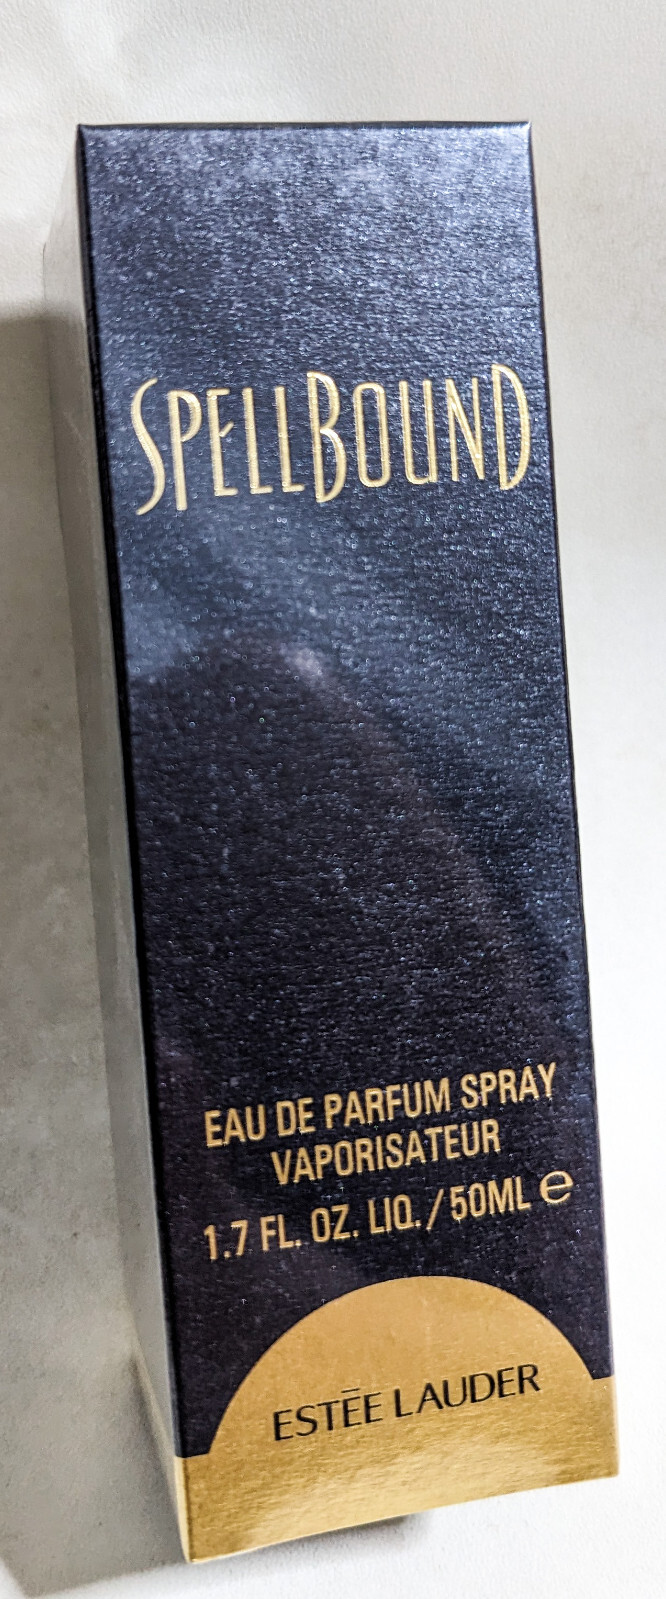 SPELLBOUND
EAU DE PARFUM SPRAY
VAPORISATEUR
1.7 FL. OZ. LIQ./50ML ℮
ESTĒE LAUDER